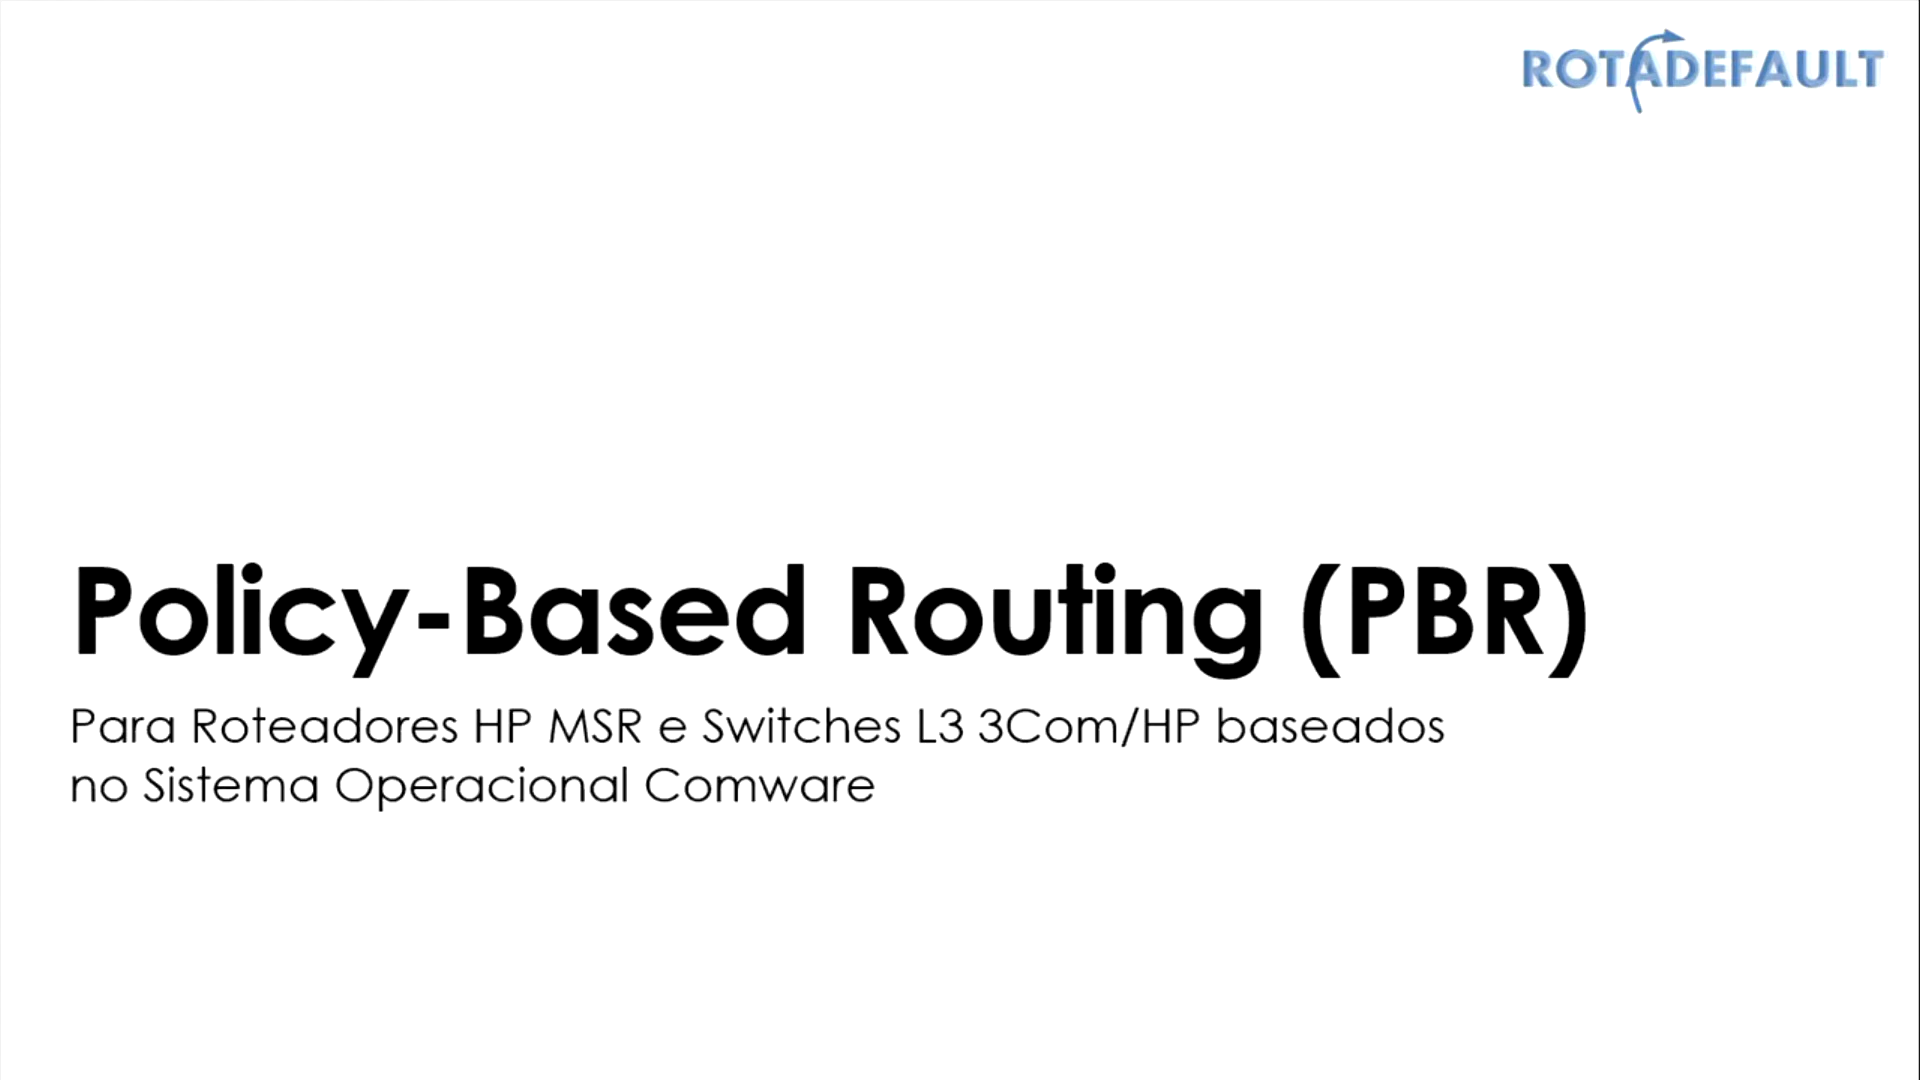 ROTADEFAULT
Policy-Based Routing (PBR)
Para Roteadores HP MSR e Switches L3 3Com/HP baseados
no Sistema Operacional Comware